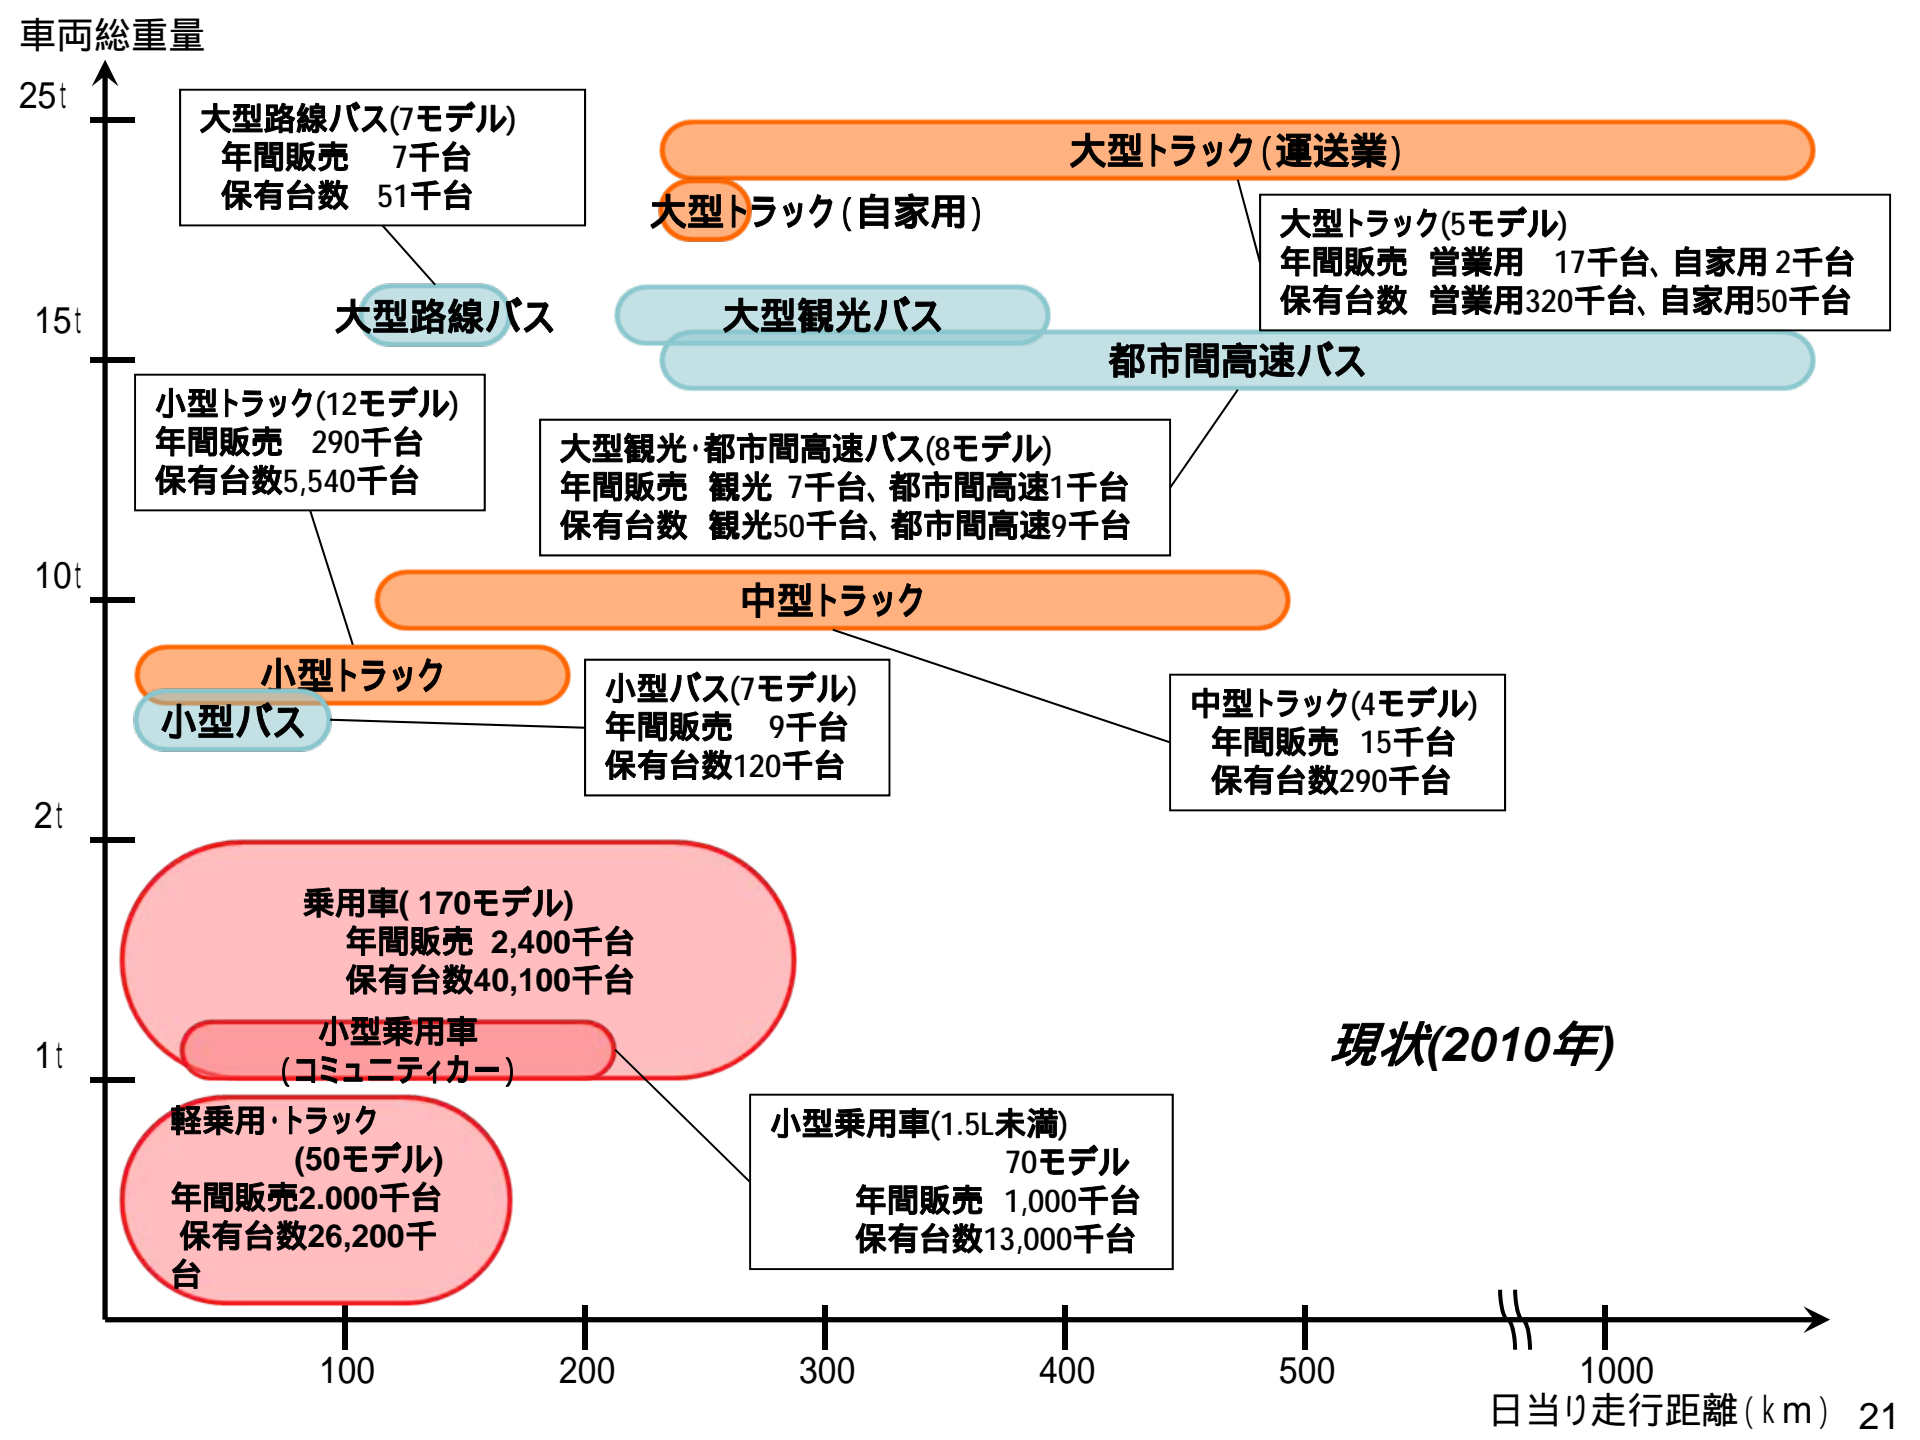 車両総重量
25t
大型路線バス(7モデル)
年間販売　7千台
保有台数　51千台
大型トラック(運送業)
大型トラック(自家用)
大型トラック(5モデル)
年間販売　営業用　17千台、自家用 2千台
保有台数　営業用320千台、自家用50千台
15t
大型路線バス
大型観光バス
都市間高速バス
小型トラック(12モデル)
年間販売　290千台
保有台数5,540千台
大型観光・都市間高速バス(8モデル)
年間販売　観光 7千台、都市間高速1千台
保有台数　観光50千台、都市間高速9千台
10t
中型トラック
小型トラック
小型バス
小型バス(7モデル)
年間販売　9千台
保有台数120千台
中型トラック(4モデル)
年間販売　15千台
保有台数290千台
2t
乗用車( 170モデル)
年間販売 2,400千台
保有台数40,100千台
小型乗用車
(コミュニティカー)
1t
現状(2010年)
軽乗用・トラック
(50モデル)
年間販売2.000千台
保有台数26,200千
台
小型乗用車(1.5L未満)
70モデル
年間販売　1,000千台
保有台数13,000千台
100 200 300 400 500 1000
日当り走行距離(km)
21